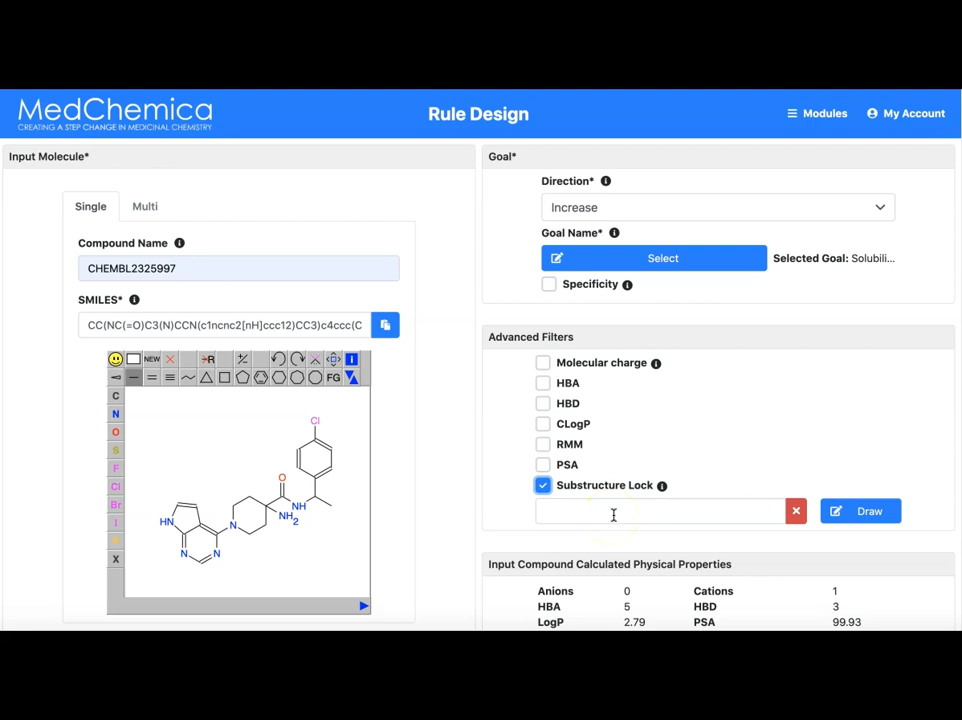 MedChemica
CREATING A STEP CHANGE IN MEDICINAL CHEMISTRY
Rule Design
Modules
My Account
Input Molecule*
Single
Multi
Compound Name
CHEMBL2325997
SMILES*
CC(NC(=O)C3(N)CCN(c1ncnc2[nH]ccc12)CC3)c4ccc(C
NEW
R
+/-
FG
C
N
O
S
F
Cl
Br
I
X
Cl
O
NH
NH2
N
HN
N
N
Goal*
Direction*
Increase
Goal Name*
Select
Selected Goal: Solubili...
Specificity
Advanced Filters
Molecular charge
HBA
HBD
CLogP
RMM
PSA
Substructure Lock
Draw
Input Compound Calculated Physical Properties
Anions 0 Cations 1
HBA 5 HBD 3
LogP 2.79 PSA 99.93